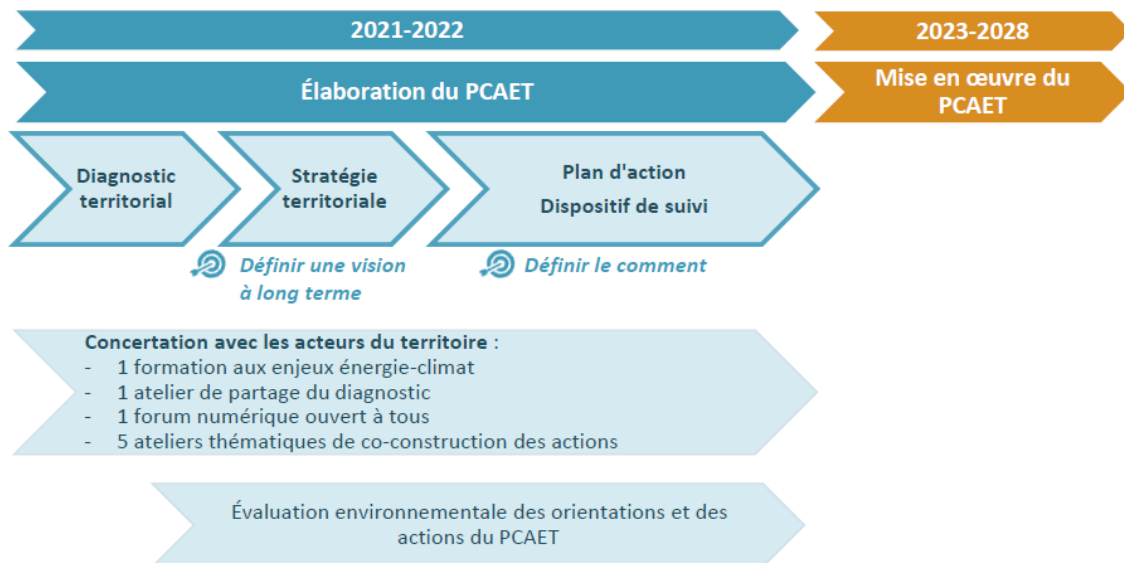 2021-2022
2023-2028
Élaboration du PCAET
Mise en œuvre du
PCAET
Diagnostic
territorial
Stratégie
territoriale
Plan d'action
Dispositif de suivi
Définir une vision
à long terme
Définir le comment
Concertation avec les acteurs du territoire :
- 1 formation aux enjeux énergie-climat
- 1 atelier de partage du diagnostic
- 1 forum numérique ouvert à tous
- 5 ateliers thématiques de co-construction des actions
Évaluation environnementale des orientations et des
actions du PCAET